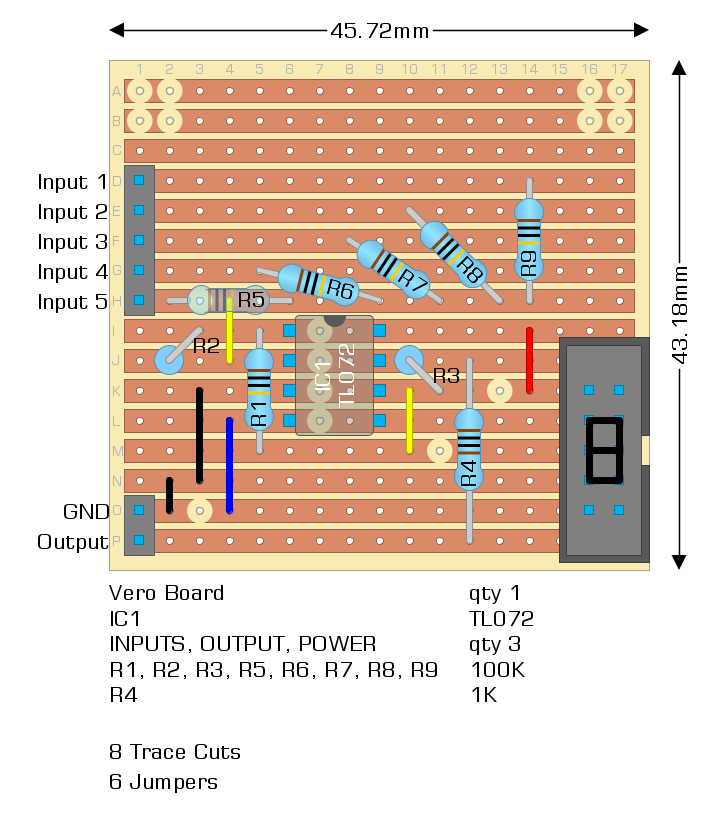 45.72mm
1 2 3 4 5 6 7 8 9 10 11 12 13 14 15 16 17
A
B
C
Input 1 D
Input 2 E
Input 3 F
Input 4 G
Input 5 H
I
J
K
L
M
N
GND O
Output P
R5
R6
R7
R8
R9
R2
R1
IC1
TL072
R3
R4
8
43.18mm
Vero Board qty 1
IC1 TL072
INPUTS, OUTPUT, POWER qty 3
R1, R2, R3, R5, R6, R7, R8, R9 100K
R4 1K
8 Trace Cuts
6 Jumpers